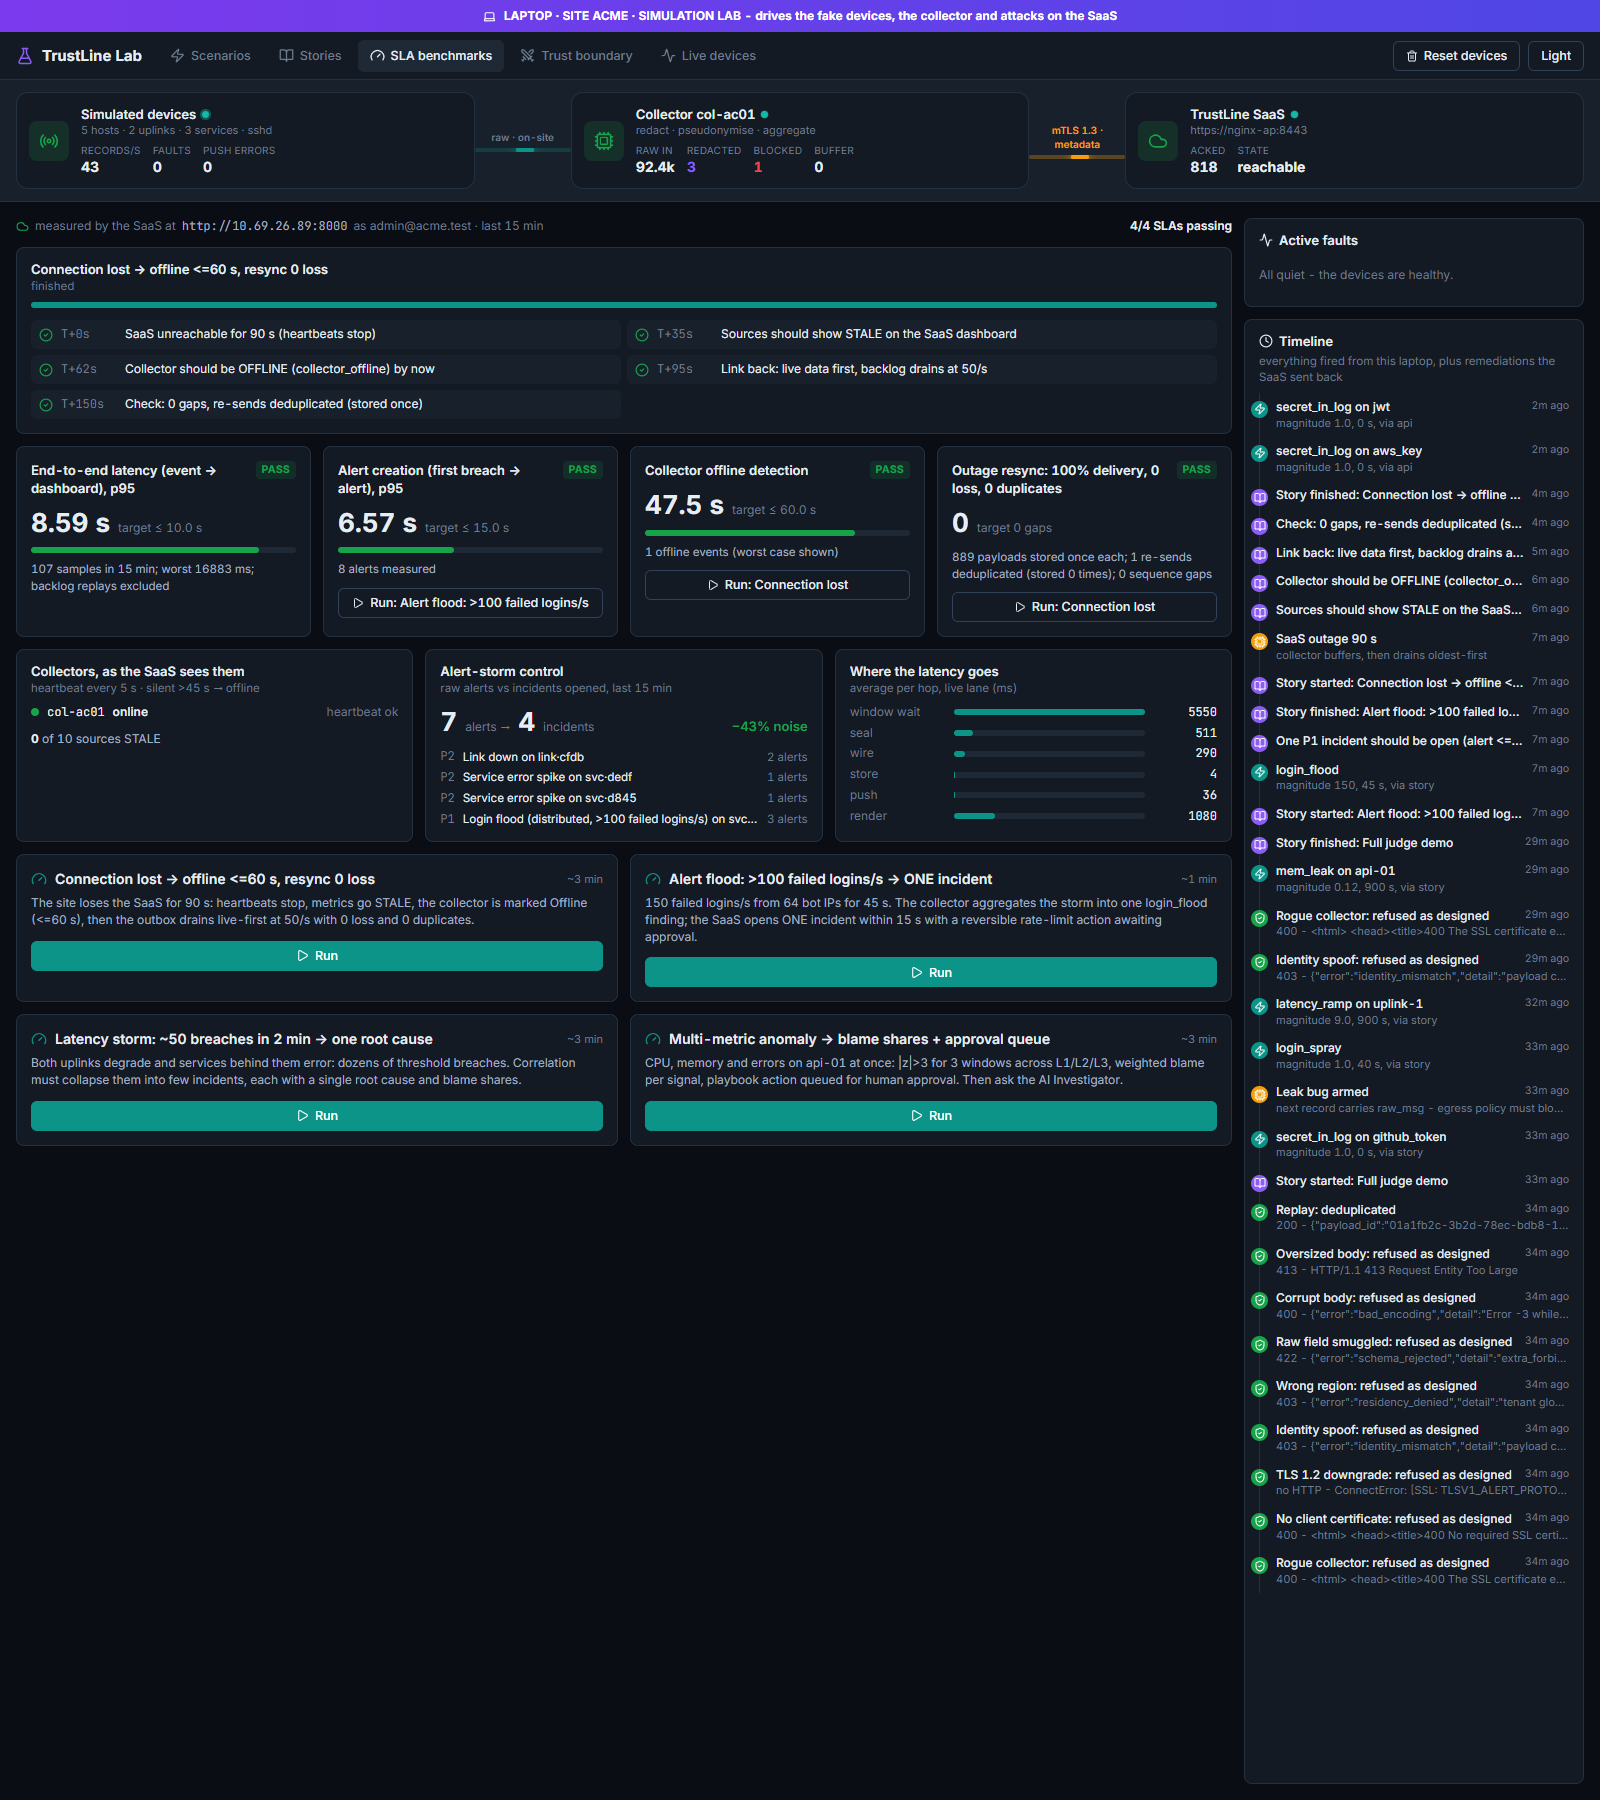 LAPTOP · SITE ACME · SIMULATION LAB - drives the fake devices, the collector and attacks on the SaaS
TrustLine Lab
Scenarios
Stories
SLA benchmarks
Trust boundary
Live devices
Reset devices
Light
Simulated devices
5 hosts · 2 uplinks · 3 services · sshd
RECORDS/S FAULTS PUSH ERRORS
43 0 0
raw · on-site
Collector col-ac01
redact · pseudonymise · aggregate
RAW IN REDACTED BLOCKED BUFFER
92.4k 3 1 0
mTLS 1.3 ·
metadata
TrustLine SaaS
https://nginx-ap:8443
ACKED STATE
818 reachable
measured by the SaaS at http://10.69.26.89:8000 as admin@acme.test · last 15 min
4/4 SLAs passing
Connection lost → offline <=60 s, resync 0 loss
finished
T+0s SaaS unreachable for 90 s (heartbeats stop)
T+35s Sources should show STALE on the SaaS dashboard
T+62s Collector should be OFFLINE (collector_offline) by now
T+95s Link back: live data first, backlog drains at 50/s
T+150s Check: 0 gaps, re-sends deduplicated (stored once)
End-to-end latency (event →
dashboard), p95
PASS
8.59 s target ≤ 10.0 s
107 samples in 15 min; worst 16883 ms;
backlog replays excluded
Alert creation (first breach →
alert), p95
PASS
6.57 s target ≤ 15.0 s
8 alerts measured
Run: Alert flood: >100 failed logins/s
Collector offline detection
PASS
47.5 s target ≤ 60.0 s
1 offline events (worst case shown)
Run: Connection lost
Outage resync: 100% delivery, 0
loss, 0 duplicates
PASS
0 target 0 gaps
889 payloads stored once each; 1 re-sends
deduplicated (stored 0 times); 0 sequence gaps
Run: Connection lost
Collectors, as the SaaS sees them
heartbeat every 5 s · silent >45 s → offline
col-ac01 online heartbeat ok
0 of 10 sources STALE
Alert-storm control
raw alerts vs incidents opened, last 15 min
7 alerts → 4 incidents −43% noise
P2 Link down on link-cfdb 2 alerts
P2 Service error spike on svc-dedf 1 alerts
P2 Service error spike on svc-d845 1 alerts
P1 Login flood (distributed, >100 failed logins/s) on svc... 3 alerts
Where the latency goes
average per hop, live lane (ms)
window wait 5550
seal 511
wire 290
store 4
push 36
render 1080
Connection lost → offline <=60 s, resync 0 loss ~3 min
The site loses the SaaS for 90 s: heartbeats stop, metrics go STALE, the collector is marked Offline
(<=60 s), then the outbox drains live-first at 50/s with 0 loss and 0 duplicates.
Run
Alert flood: >100 failed logins/s → ONE incident ~1 min
150 failed logins/s from 64 bot IPs for 45 s. The collector aggregates the storm into one login_flood
finding; the SaaS opens ONE incident within 15 s with a reversible rate-limit action awaiting
approval.
Run
Latency storm: ~50 breaches in 2 min → one root cause ~3 min
Both uplinks degrade and services behind them error: dozens of threshold breaches. Correlation
must collapse them into few incidents, each with a single root cause and blame shares.
Run
Multi-metric anomaly → blame shares + approval queue ~3 min
CPU, memory and errors on api-01 at once: |z|>3 for 3 windows across L1/L2/L3, weighted blame
per signal, playbook action queued for human approval. Then ask the AI Investigator.
Run
Active faults
All quiet - the devices are healthy.
Timeline
everything fired from this laptop, plus remediations the
SaaS sent back
secret_in_log on jwt 2m ago
magnitude 1.0, 0 s, via api
secret_in_log on aws_key 2m ago
magnitude 1.0, 0 s, via api
Story finished: Connection lost → offline ... 4m ago
Check: 0 gaps, re-sends deduplicated (s... 4m ago
Link back: live data first, backlog drains a... 5m ago
Collector should be OFFLINE (collector_o... 6m ago
Sources should show STALE on the SaaS... 6m ago
SaaS outage 90 s 7m ago
collector buffers, then drains oldest-first
Story started: Connection lost → offline <... 7m ago
Story finished: Alert flood: >100 failed lo... 7m ago
One P1 incident should be open (alert <=... 7m ago
login_flood 7m ago
magnitude 150, 45 s, via story
Story started: Alert flood: >100 failed log... 7m ago
Story finished: Full judge demo 29m ago
mem_leak on api-01 29m ago
magnitude 0.12, 900 s, via story
Rogue collector: refused as designed 29m ago
400 - <html> <head><title>400 The SSL certificate e...
Identity spoof: refused as designed 29m ago
403 - {"error":"identity_mismatch","detail":"payload c...
latency_ramp on uplink-1 32m ago
magnitude 9.0, 900 s, via story
login_spray 33m ago
magnitude 1.0, 40 s, via story
Leak bug armed 33m ago
next record carries raw_msg - egress policy must blo...
secret_in_log on github_token 33m ago
magnitude 1.0, 0 s, via story
Story started: Full judge demo 33m ago
Replay: deduplicated 34m ago
200 - {"payload_id":"01a1fb2c-3b2d-78ec-bdb8-1...
Oversized body: refused as designed 34m ago
413 - HTTP/1.1 413 Request Entity Too Large
Corrupt body: refused as designed 34m ago
400 - {"error":"bad_encoding","detail":"Error -3 while...
Raw field smuggled: refused as designed 34m ago
422 - {"error":"schema_rejected","detail":"extra_forbi...
Wrong region: refused as designed 34m ago
403 - {"error":"residency_denied","detail":"tenant glo...
Identity spoof: refused as designed 34m ago
403 - {"error":"identity_mismatch","detail":"payload c...
TLS 1.2 downgrade: refused as designed 34m ago
no HTTP - ConnectError: [SSL: TLSV1_ALERT_PROTO...
No client certificate: refused as designed 34m ago
400 - <html> <head><title>400 No required SSL certi...
Rogue collector: refused as designed 34m ago
400 - <html> <head><title>400 The SSL certificate e...